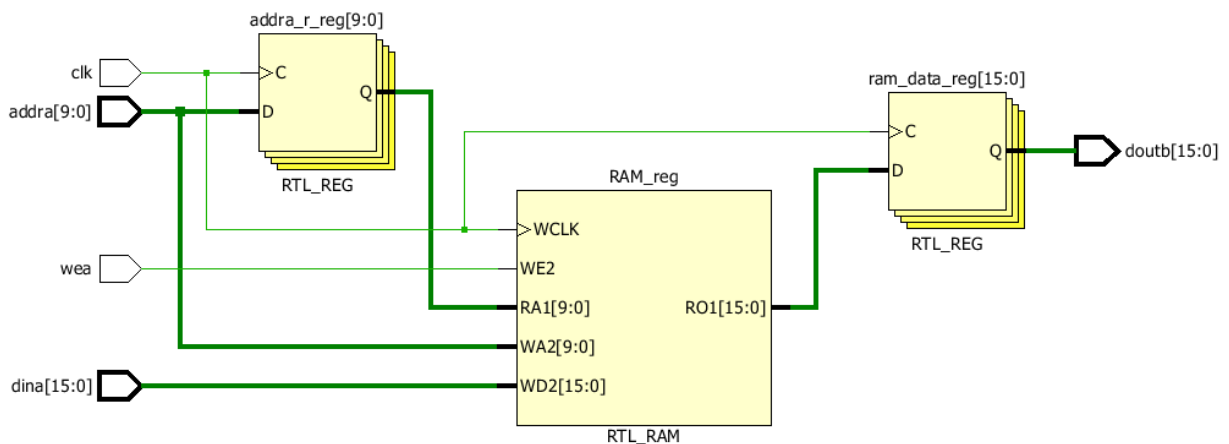 addra_r_reg[9:0]
clk
C
addra[9:0]
D
Q
RTL_REG
ram_data_reg[15:0]
C
D
Q
doutb[15:0]
RTL_REG
RAM_reg
WCLK
wea
WE2
RA1[9:0]
RO1[15:0]
WA2[9:0]
dina[15:0]
WD2[15:0]
RTL_RAM